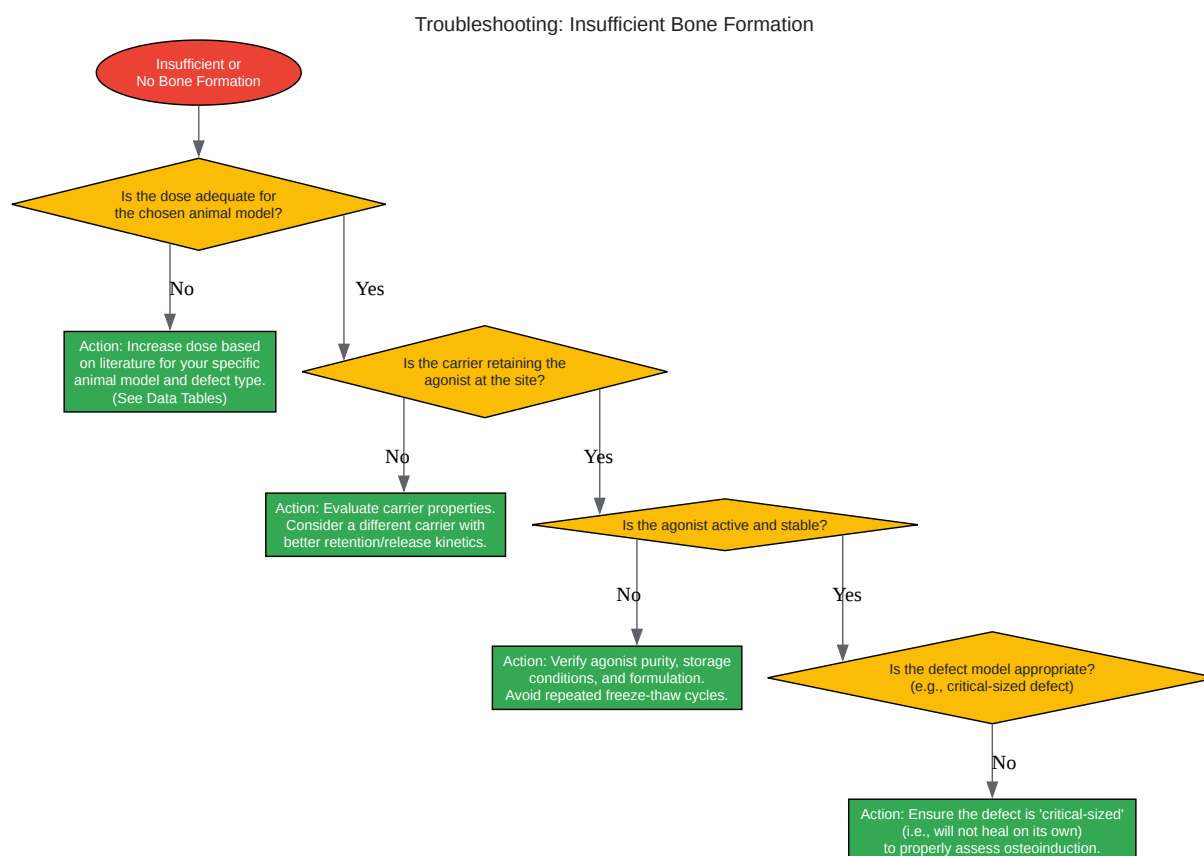 Troubleshooting: Insufficient Bone Formation
Insufficient or
No Bone Formation
Is the dose adequate for
the chosen animal model?
No
Yes
Action: Increase dose based
on literature for your specific
animal model and defect type.
(See Data Tables)
Is the carrier retaining the
agonist at the site?
No
Yes
Action: Evaluate carrier properties.
Consider a different carrier with
better retention/release kinetics.
Is the agonist active and stable?
No
Yes
Action: Verify agonist purity, storage
conditions, and formulation.
Avoid repeated freeze-thaw cycles.
Is the defect model appropriate?
(e.g., critical-sized defect)
No
Action: Ensure the defect is 'critical-sized'
(i.e., will not heal on its own)
to properly assess osteoinduction.